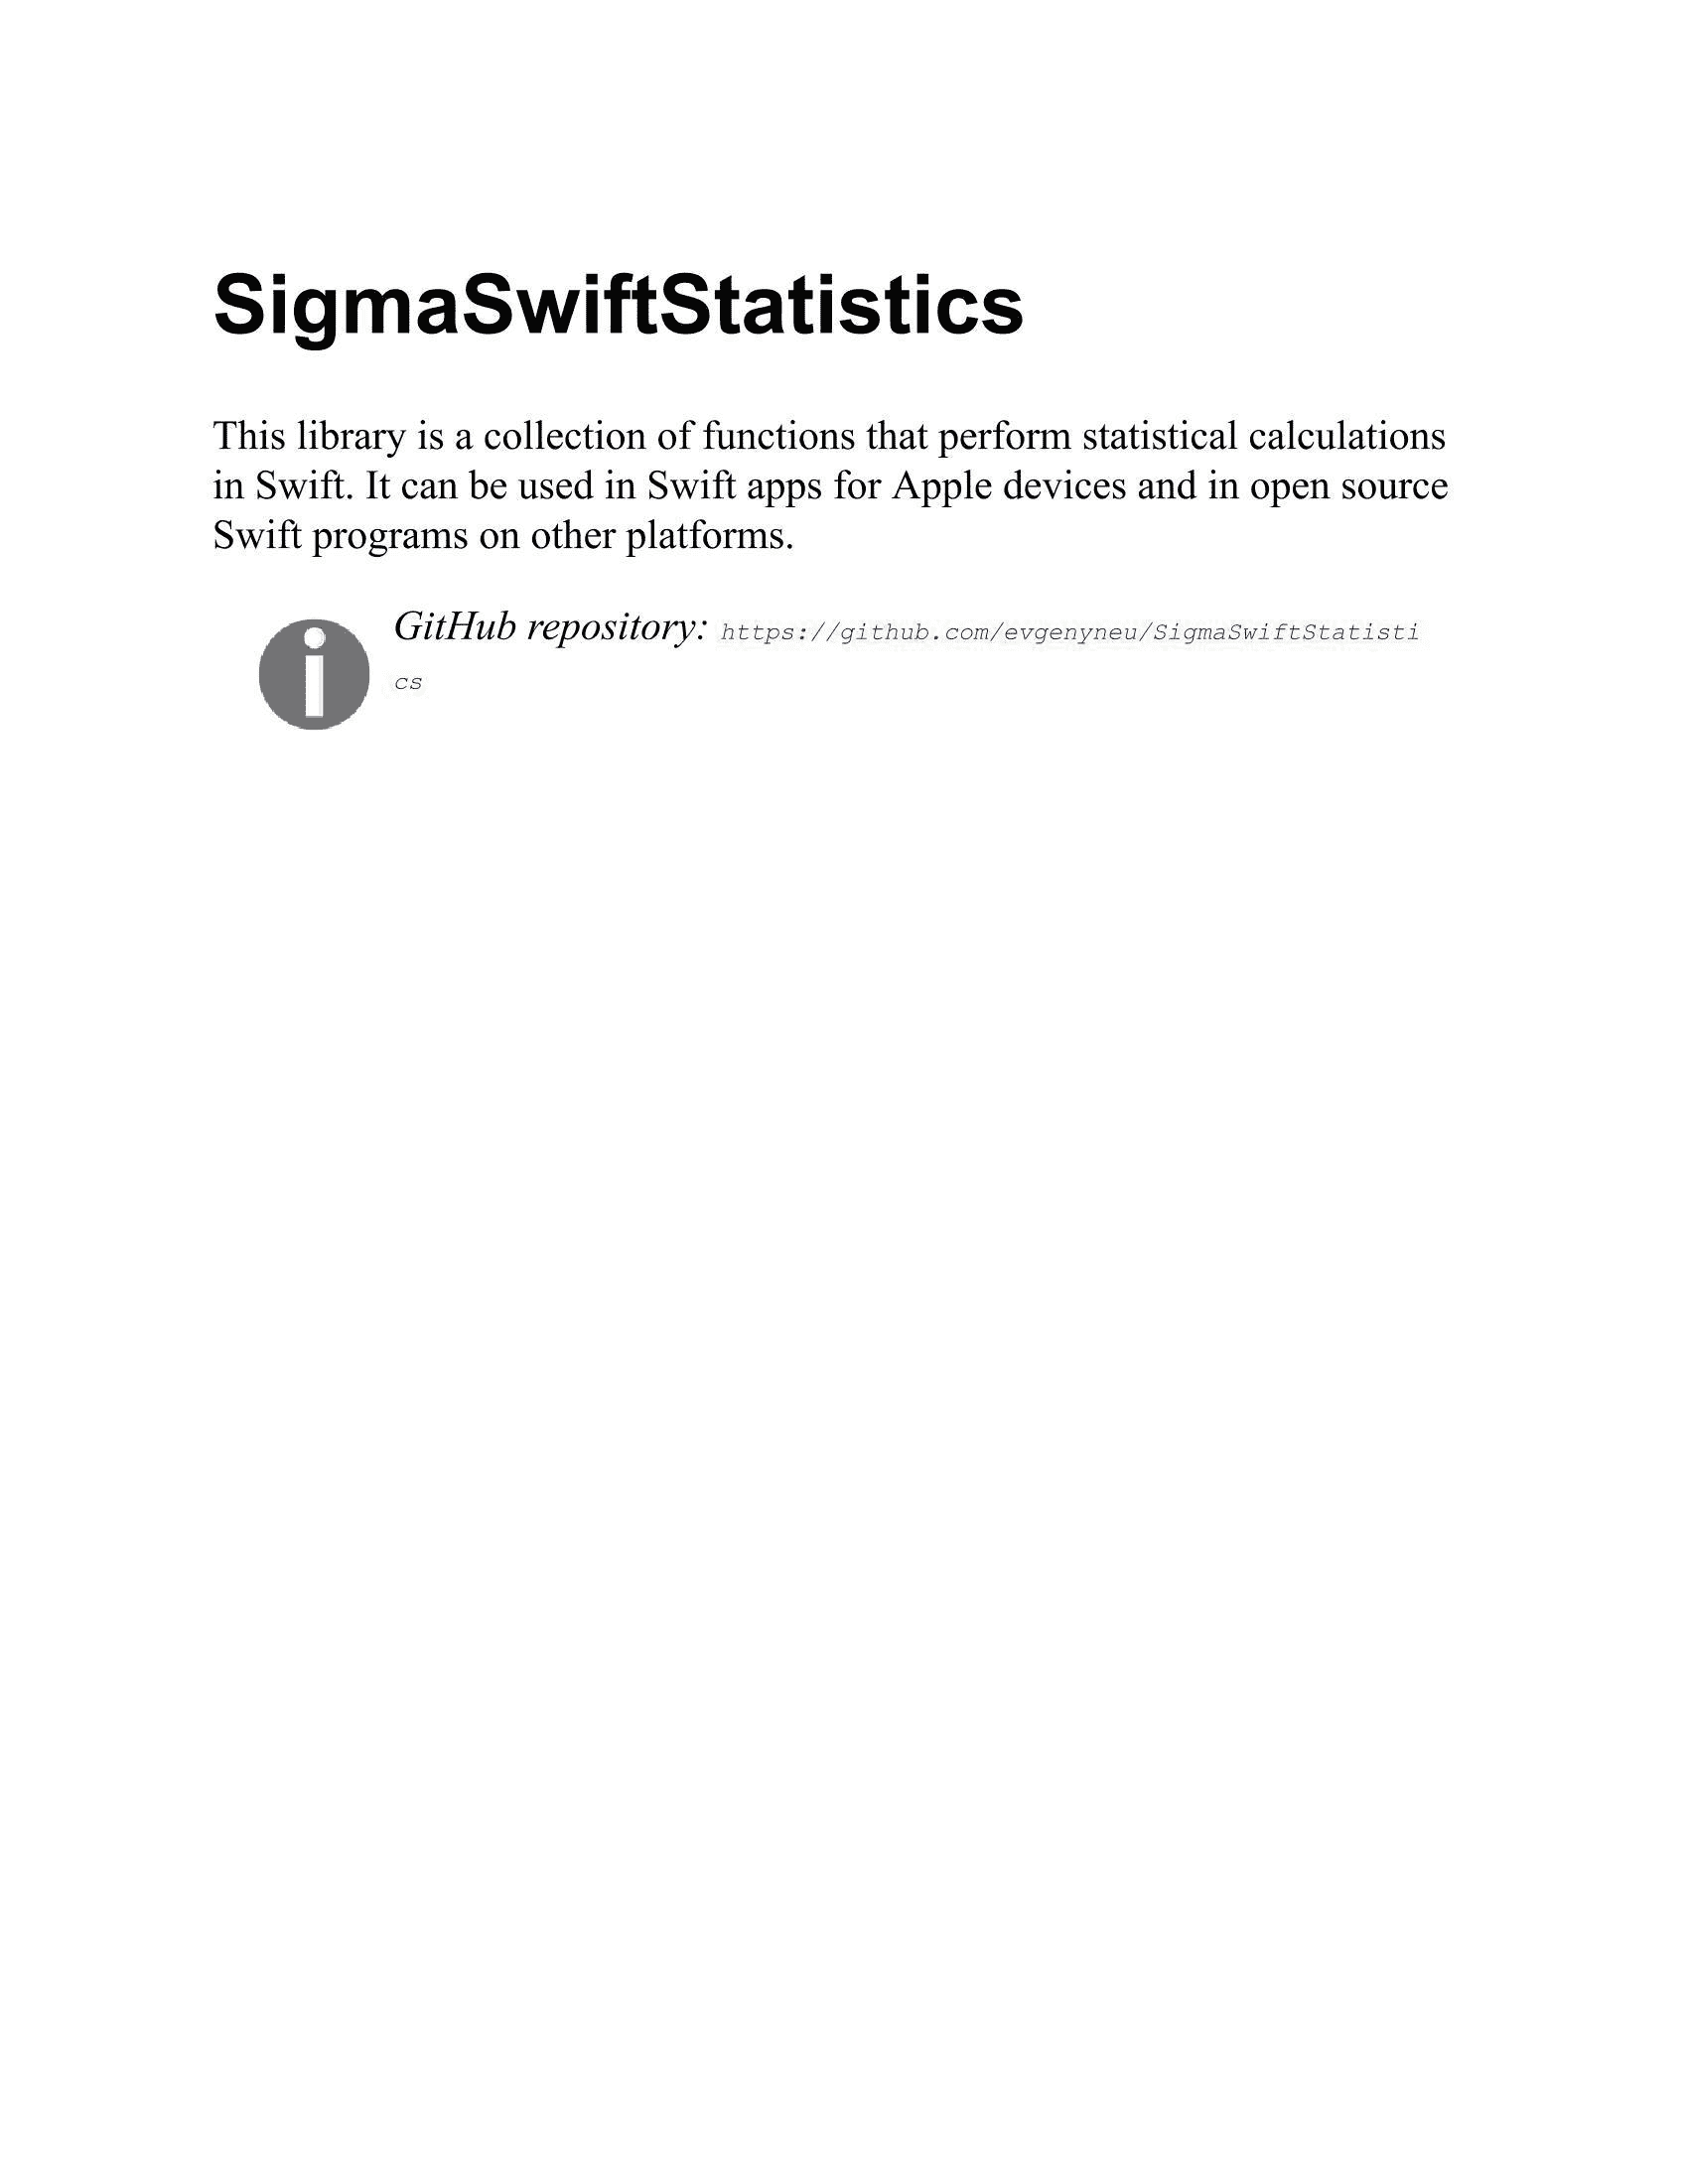 SigmaSwiftStatistics
This library is a collection of functions that perform statistical calculations
in Swift. It can be used in Swift apps for Apple devices and in open source
Swift programs on other platforms.
GitHub repository: https://github.com/evgenyneu/SigmaSwiftStatisti
cs